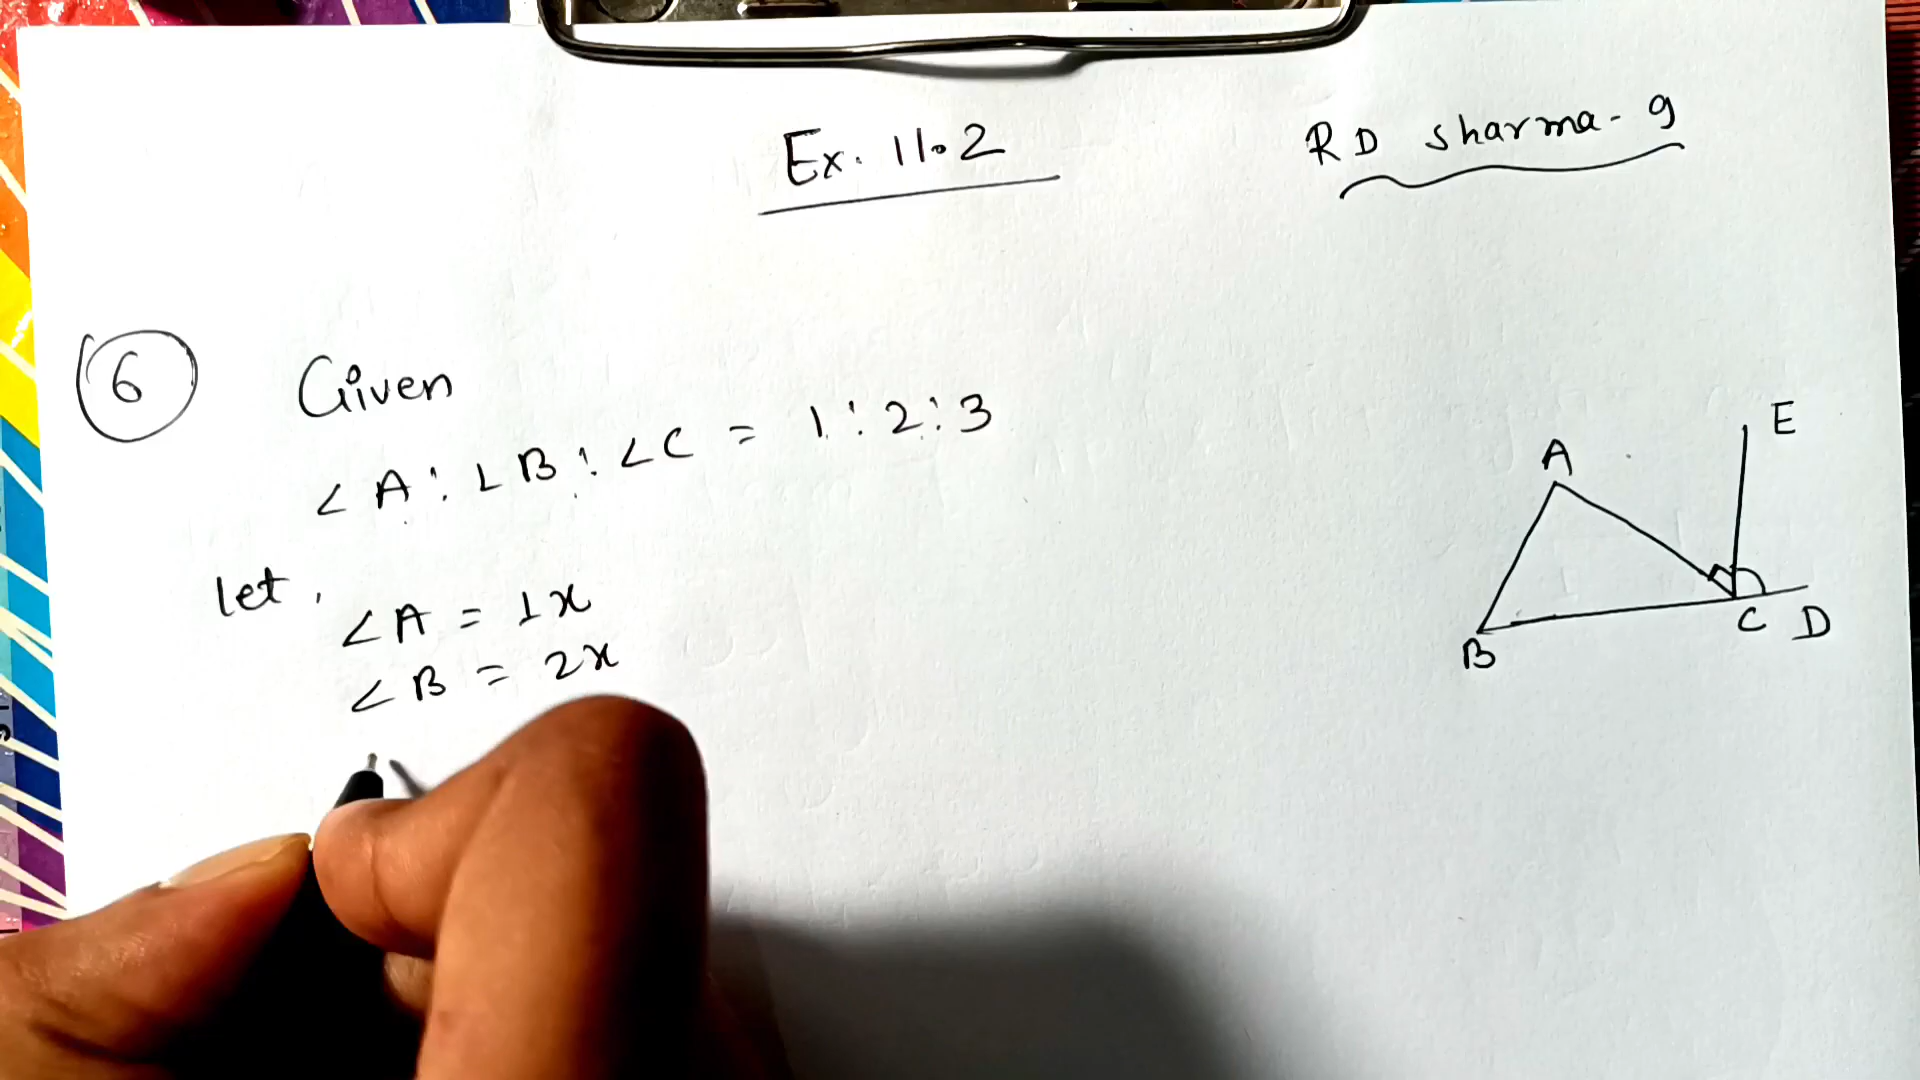 Ex. 11.2
RD Sharma-9
6 Given
∠A : ∠B : ∠C = 1:2:3
let,
∠A = 1x
∠B = 2x
A
E
B
C
D